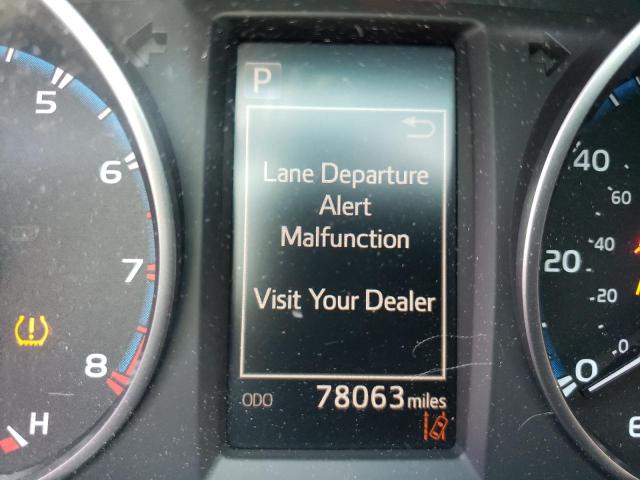 P
Lane Departure
Alert
Malfunction
Visit Your Dealer
ODO 78063 miles
5
6
7
8
H
40
60
40
20
20
0
0